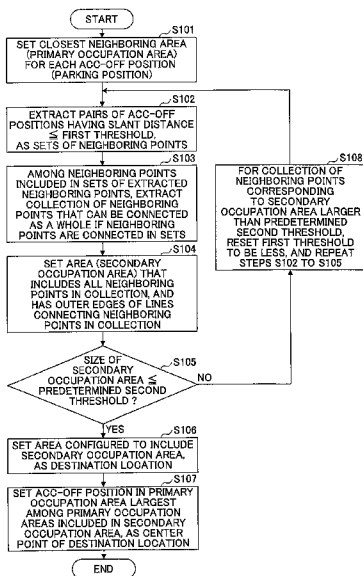 START
S101
SET CLOSEST NEIGHBORING AREA
(PRIMARY OCCUPATION AREA)
FOR EACH ACC-OFF POSITION
(PARKING POSITION)
S102
EXTRACT PAIRS OF ACC-OFF
POSITIONS HAVING SLANT DISTANCE
≦ FIRST THRESHOLD,
AS SETS OF NEIGHBORING POINTS
S103
AMONG NEIGHBORING POINTS
INCLUDED IN SETS OF EXTRACTED
NEIGHBORING POINTS, EXTRACT
COLLECTION OF NEIGHBORING
POINTS THAT CAN BE CONNECTED
AS A WHOLE IF NEIGHBORING
POINTS ARE CONNECTED IN SETS
S104
SET AREA (SECONDARY
OCCUPATION AREA) THAT
INCLUDES ALL NEIGHBORING
POINTS IN COLLECTION, AND
HAS OUTER EDGES OF LINES
CONNECTING NEIGHBORING
POINTS IN COLLECTION
S105
SIZE OF
SECONDARY
OCCUPATION AREA ≦
PREDETERMINED SECOND
THRESHOLD ?
NO
S108
FOR COLLECTION OF
NEIGHBORING POINTS
CORRESPONDING
TO SECONDARY
OCCUPATION AREA LARGER
THAN PREDETERMINED
SECOND THRESHOLD,
RESET FIRST THRESHOLD
TO BE LESS, AND REPEAT
STEPS S102 TO S105
YES
S106
SET AREA CONFIGURED TO INCLUDE
SECONDARY OCCUPATION AREA,
AS DESTINATION LOCATION
S107
SET ACC-OFF POSITION IN PRIMARY
OCCUPATION AREA LARGEST
AMONG PRIMARY OCCUPATION
AREAS INCLUDED IN SECONDARY
OCCUPATION AREA, AS CENTER
POINT OF DESTINATION LOCATION
END